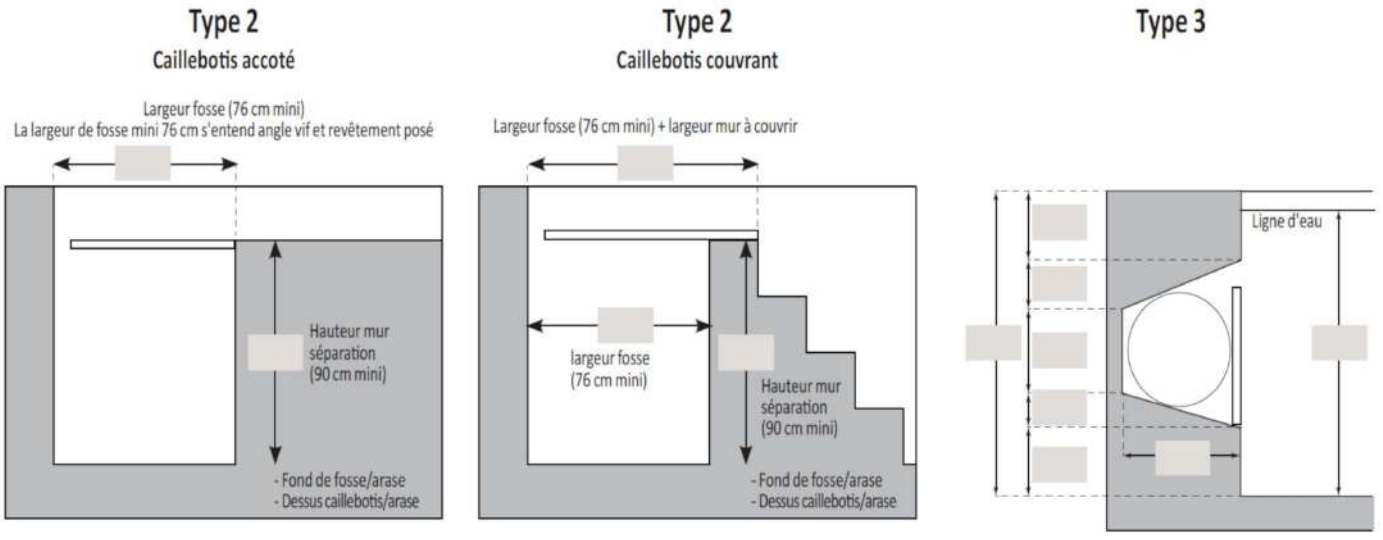 Type 2
Caillebotis accoté
Largeur fosse (76 cm mini)
La largeur de fosse mini 76 cm s'entend angle vif et revêtement posé
Hauteur mur
séparation
(90 cm mini)
- Fond de fosse/arase
- Dessus caillebotis/arase
Type 2
Caillebotis couvrant
Largeur fosse (76 cm mini) + largeur mur à couvrir
largeur fosse
(76 cm mini)
Hauteur mur
séparation
(90 cm mini)
- Fond de fosse/arase
- Dessus caillebotis/arase
Type 3
Ligne d'eau